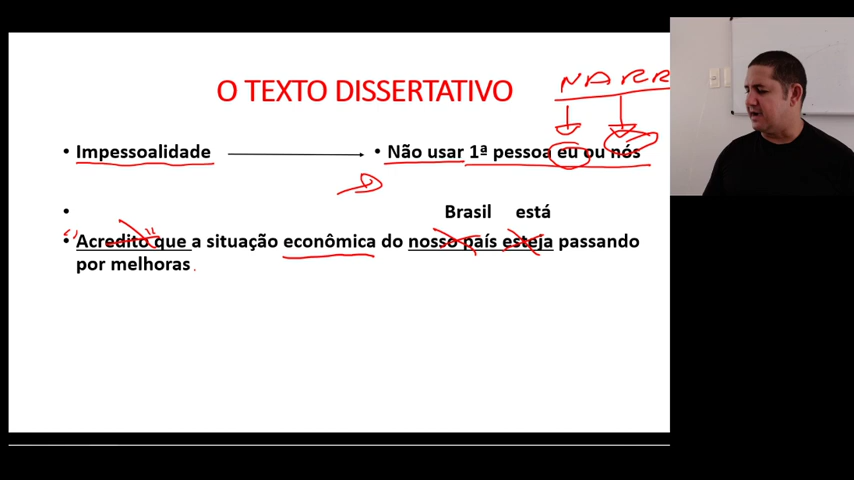 O TEXTO DISSERTATIVO
NARR
• Impessoalidade
• Não usar 1ª pessoa eu ou nós
•
Brasil está
• Acredito que a situação econômica do nosso país esteja passando
por melhoras